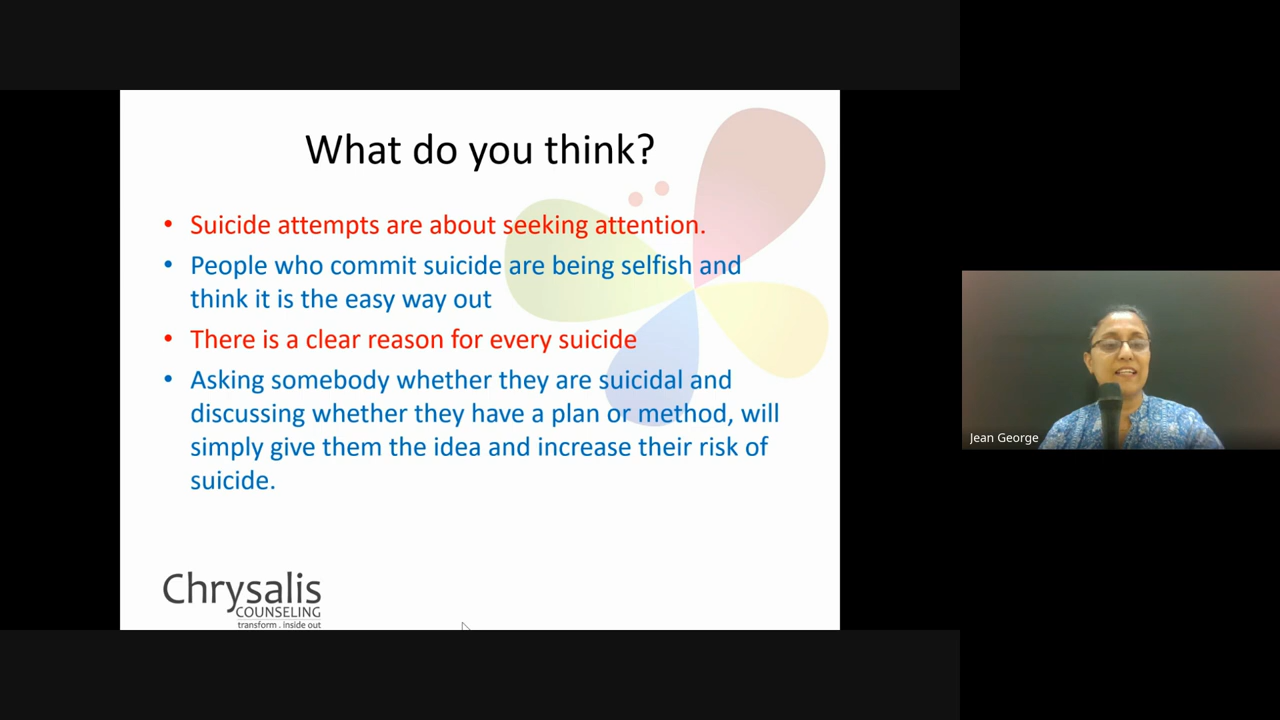 What do you think?
• Suicide attempts are about seeking attention.
• People who commit suicide are being selfish and
think it is the easy way out
• There is a clear reason for every suicide
• Asking somebody whether they are suicidal and
discussing whether they have a plan or method, will
simply give them the idea and increase their risk of
suicide.
Chrysalis
COUNSELING
transform . inside out
Jean George